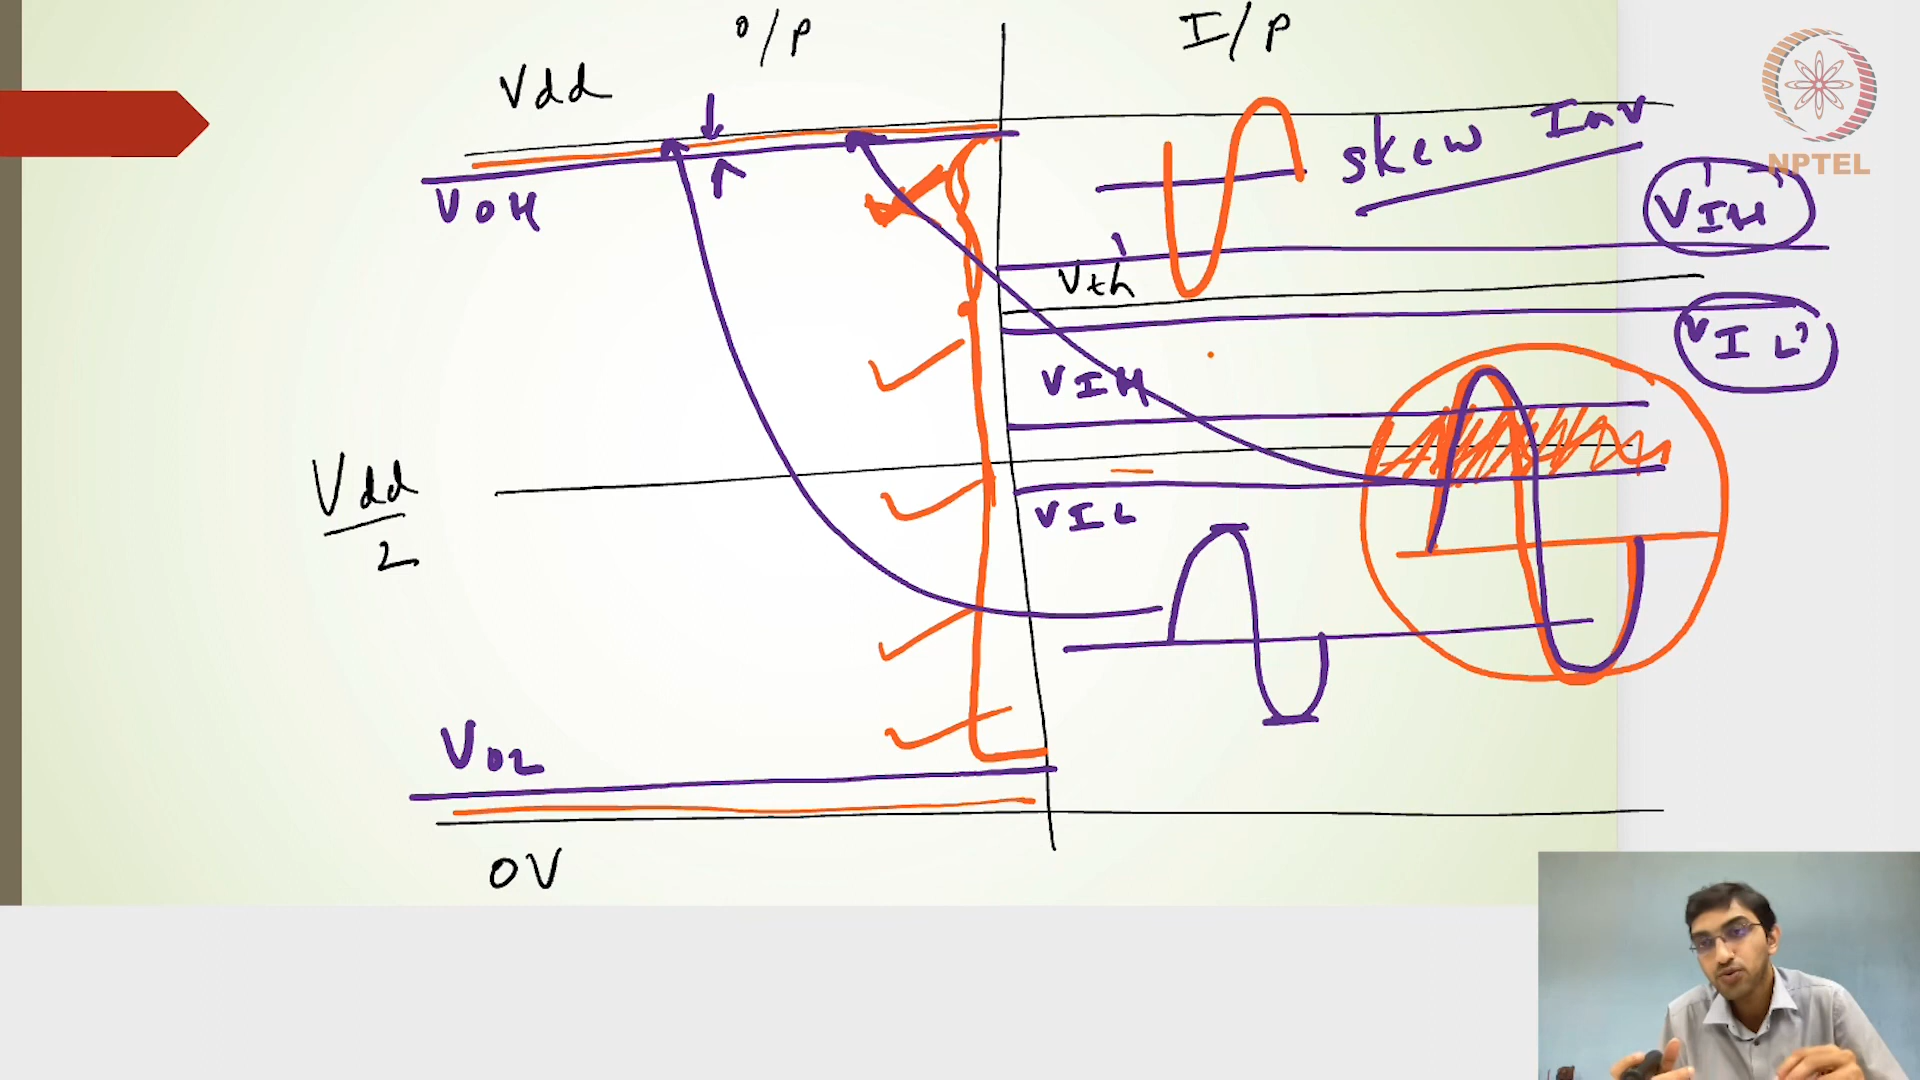 O/P
I/P
Vdd
skew Inv
NPTEL
VIH'
VOH
Vth'
VIL'
VIH
Vdd
2
VIL
VOL
0V